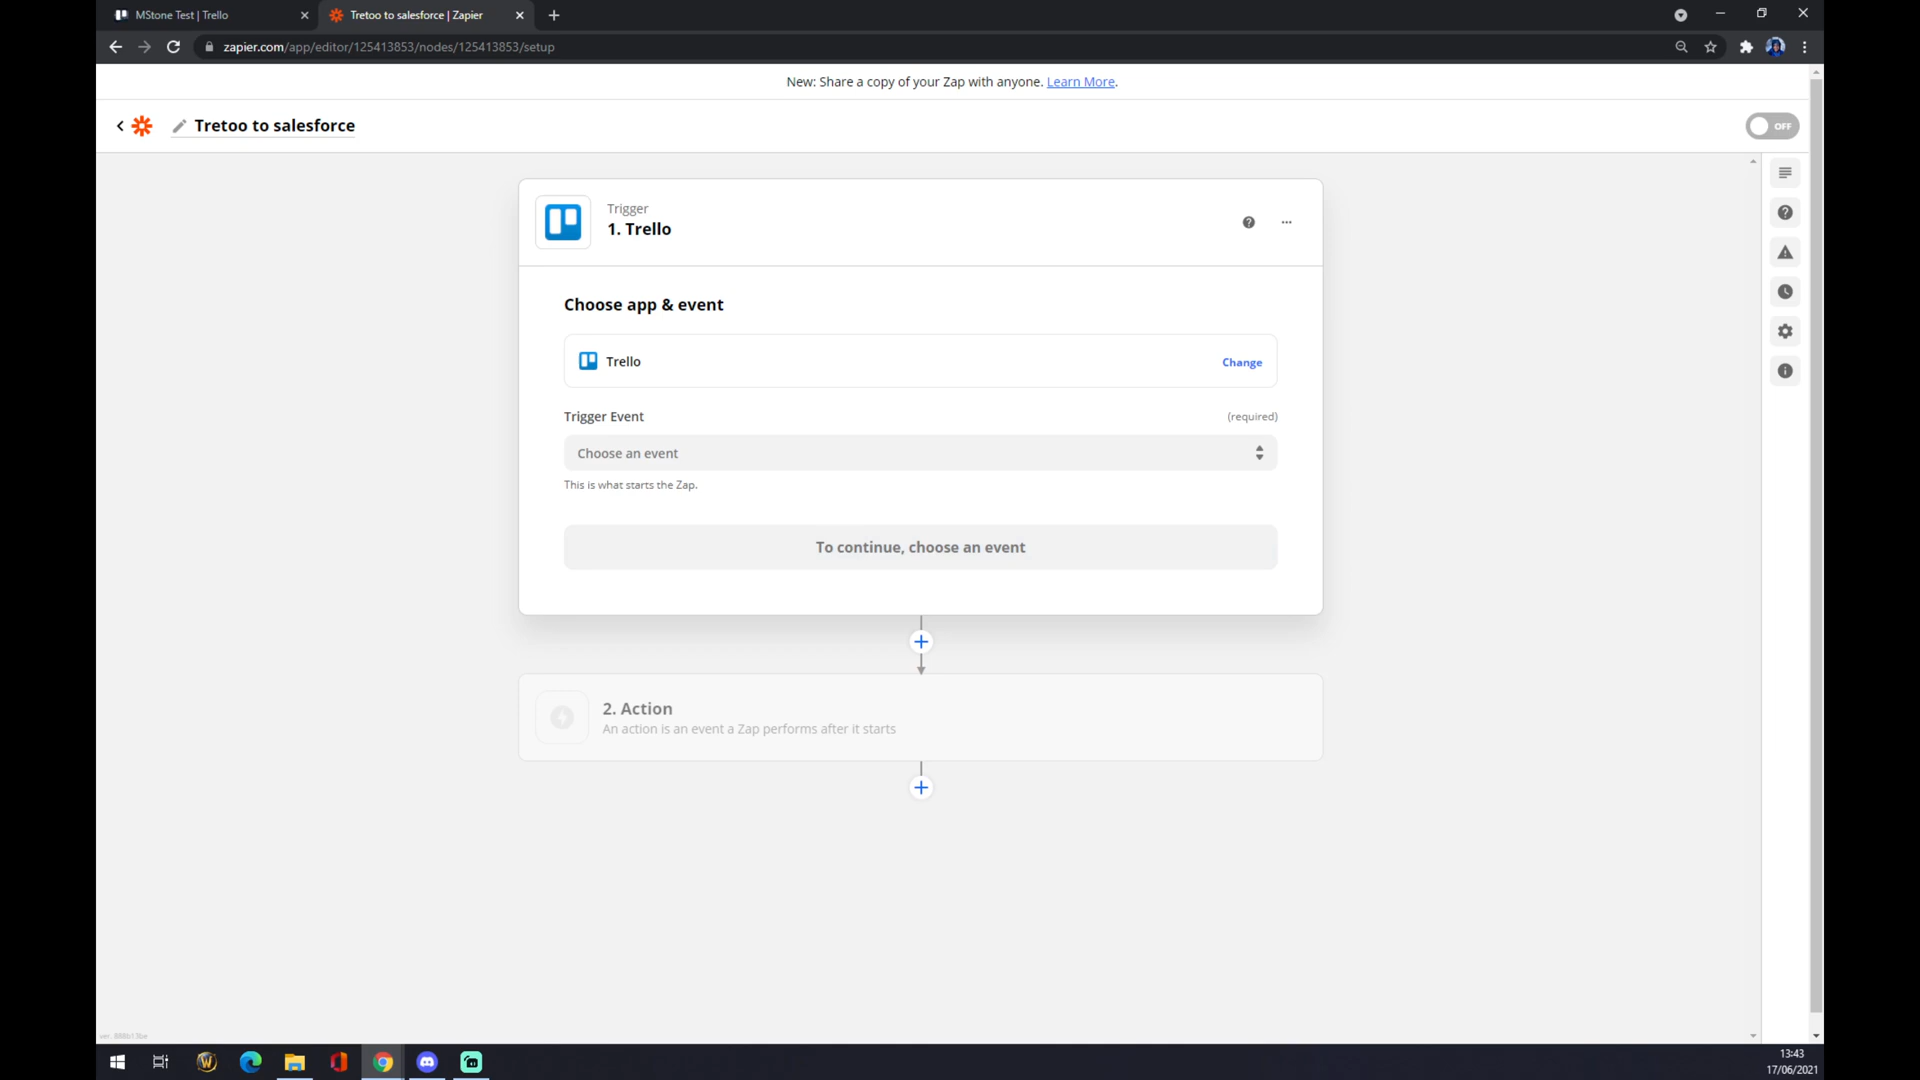 MStone Test | Trello
Tretoo to salesforce | Zapier
zapier.com/app/editor/125413853/nodes/125413853/setup
New: Share a copy of your Zap with anyone. Learn More.
Tretoo to salesforce
OFF
Trigger
1. Trello
Choose app & event
Trello
Change
Trigger Event
(required)
Choose an event
This is what starts the Zap.
To continue, choose an event
2. Action
An action is an event a Zap performs after it starts
13:43
17/06/2021